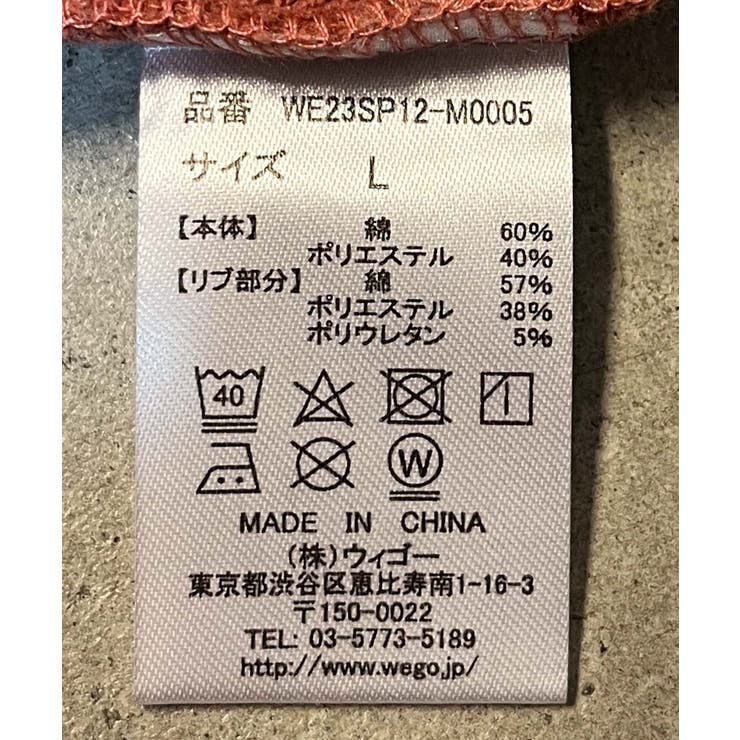 品番 WE23SP12-M0005
サイズ L
【本体】 綿 60%
ポリエステル 40%
【リブ部分】 綿 57%
ポリエステル 38%
ポリウレタン 5%
40
W
MADE IN CHINA
(株)ウィゴー
東京都渋谷区恵比寿南1-16-3
〒150-0022
TEL: 03-5773-5189
http://www.wego.jp/